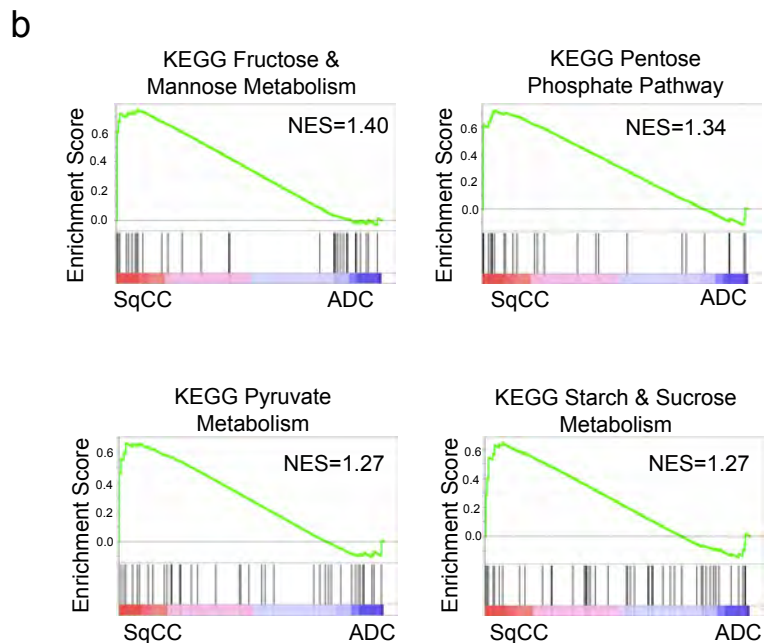 b
KEGG Fructose &
Mannose Metabolism
NES=1.40
Enrichment Score
0.6
0.4
0.2
0.0
SqCC
ADC
KEGG Pentose
Phosphate Pathway
NES=1.34
Enrichment Score
0.6
0.4
0.2
0.0
SqCC
ADC
KEGG Pyruvate
Metabolism
NES=1.27
Enrichment Score
0.6
0.4
0.2
0.0
SqCC
ADC
KEGG Starch & Sucrose
Metabolism
NES=1.27
Enrichment Score
0.6
0.4
0.2
0.0
SqCC
ADC